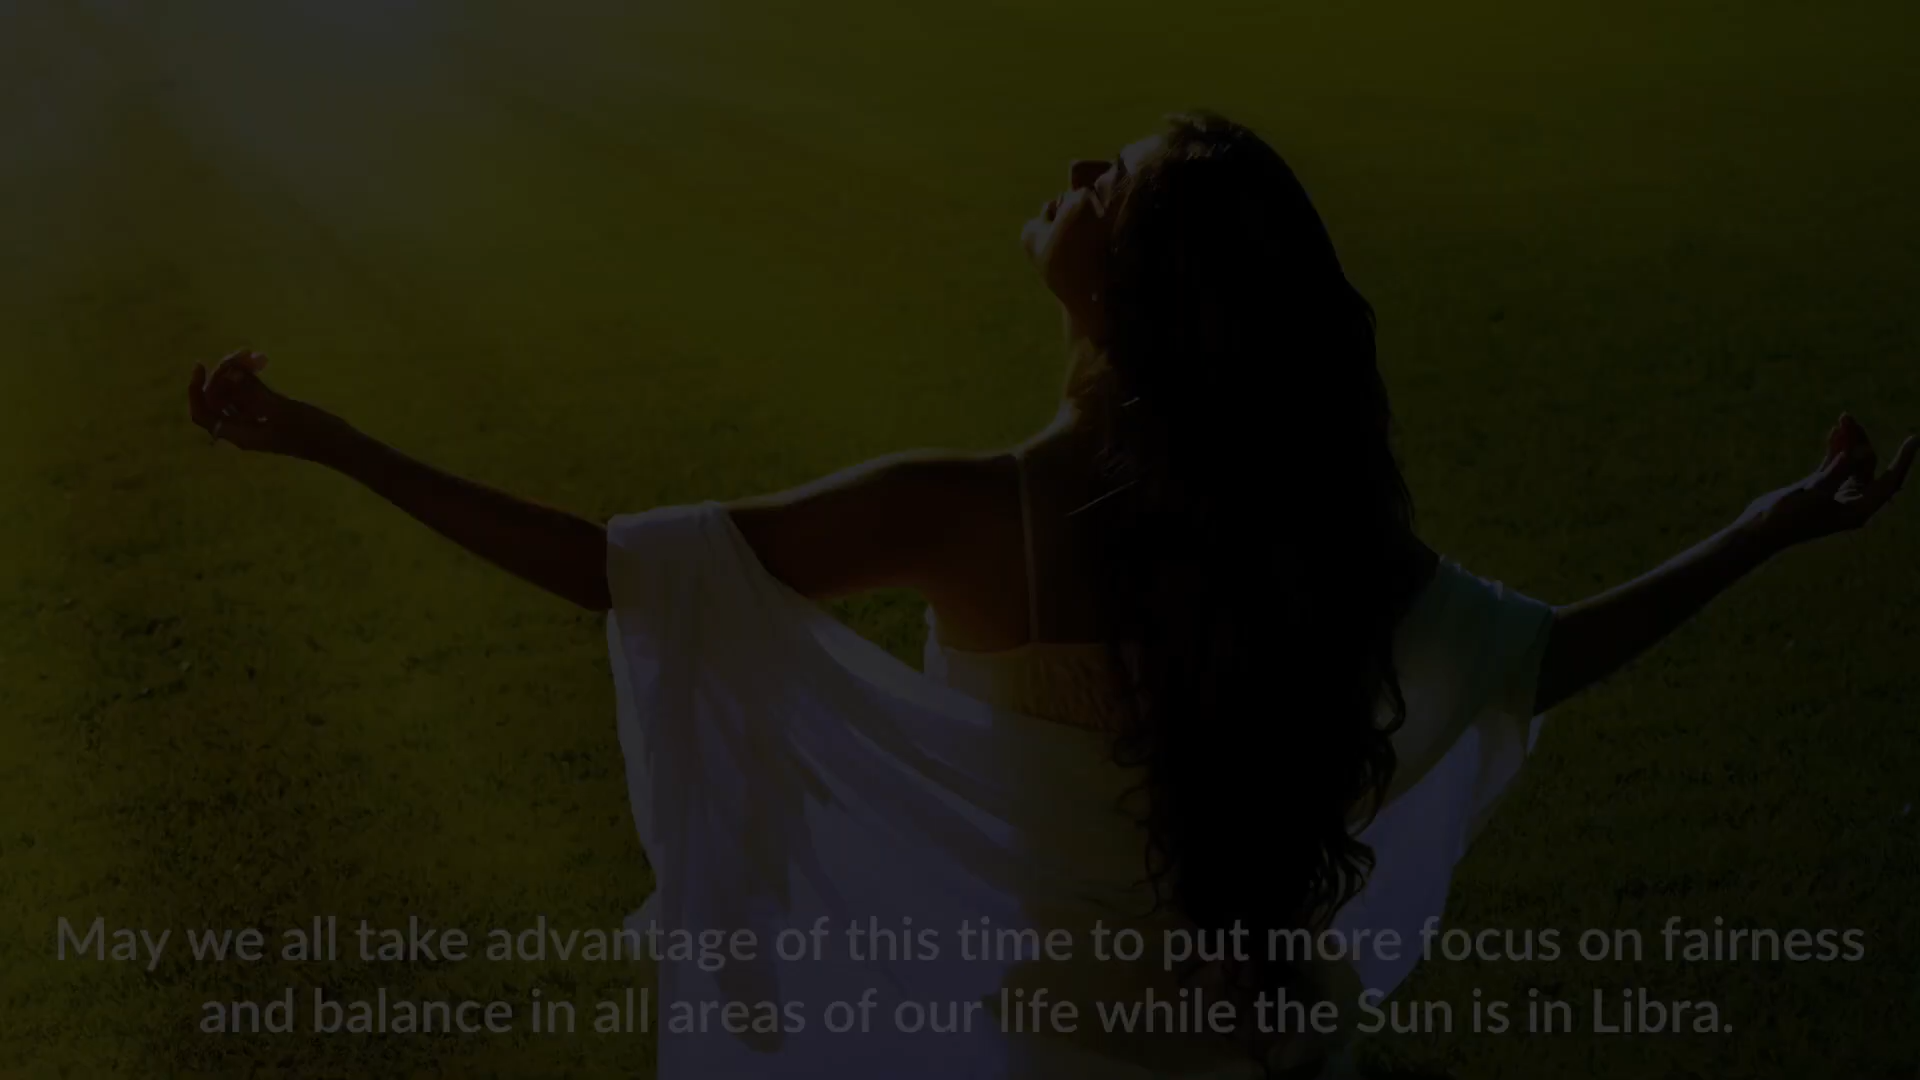 May we all take advantage of this time to put more focus on fairness
and balance in all areas of our life while the Sun is in Libra.